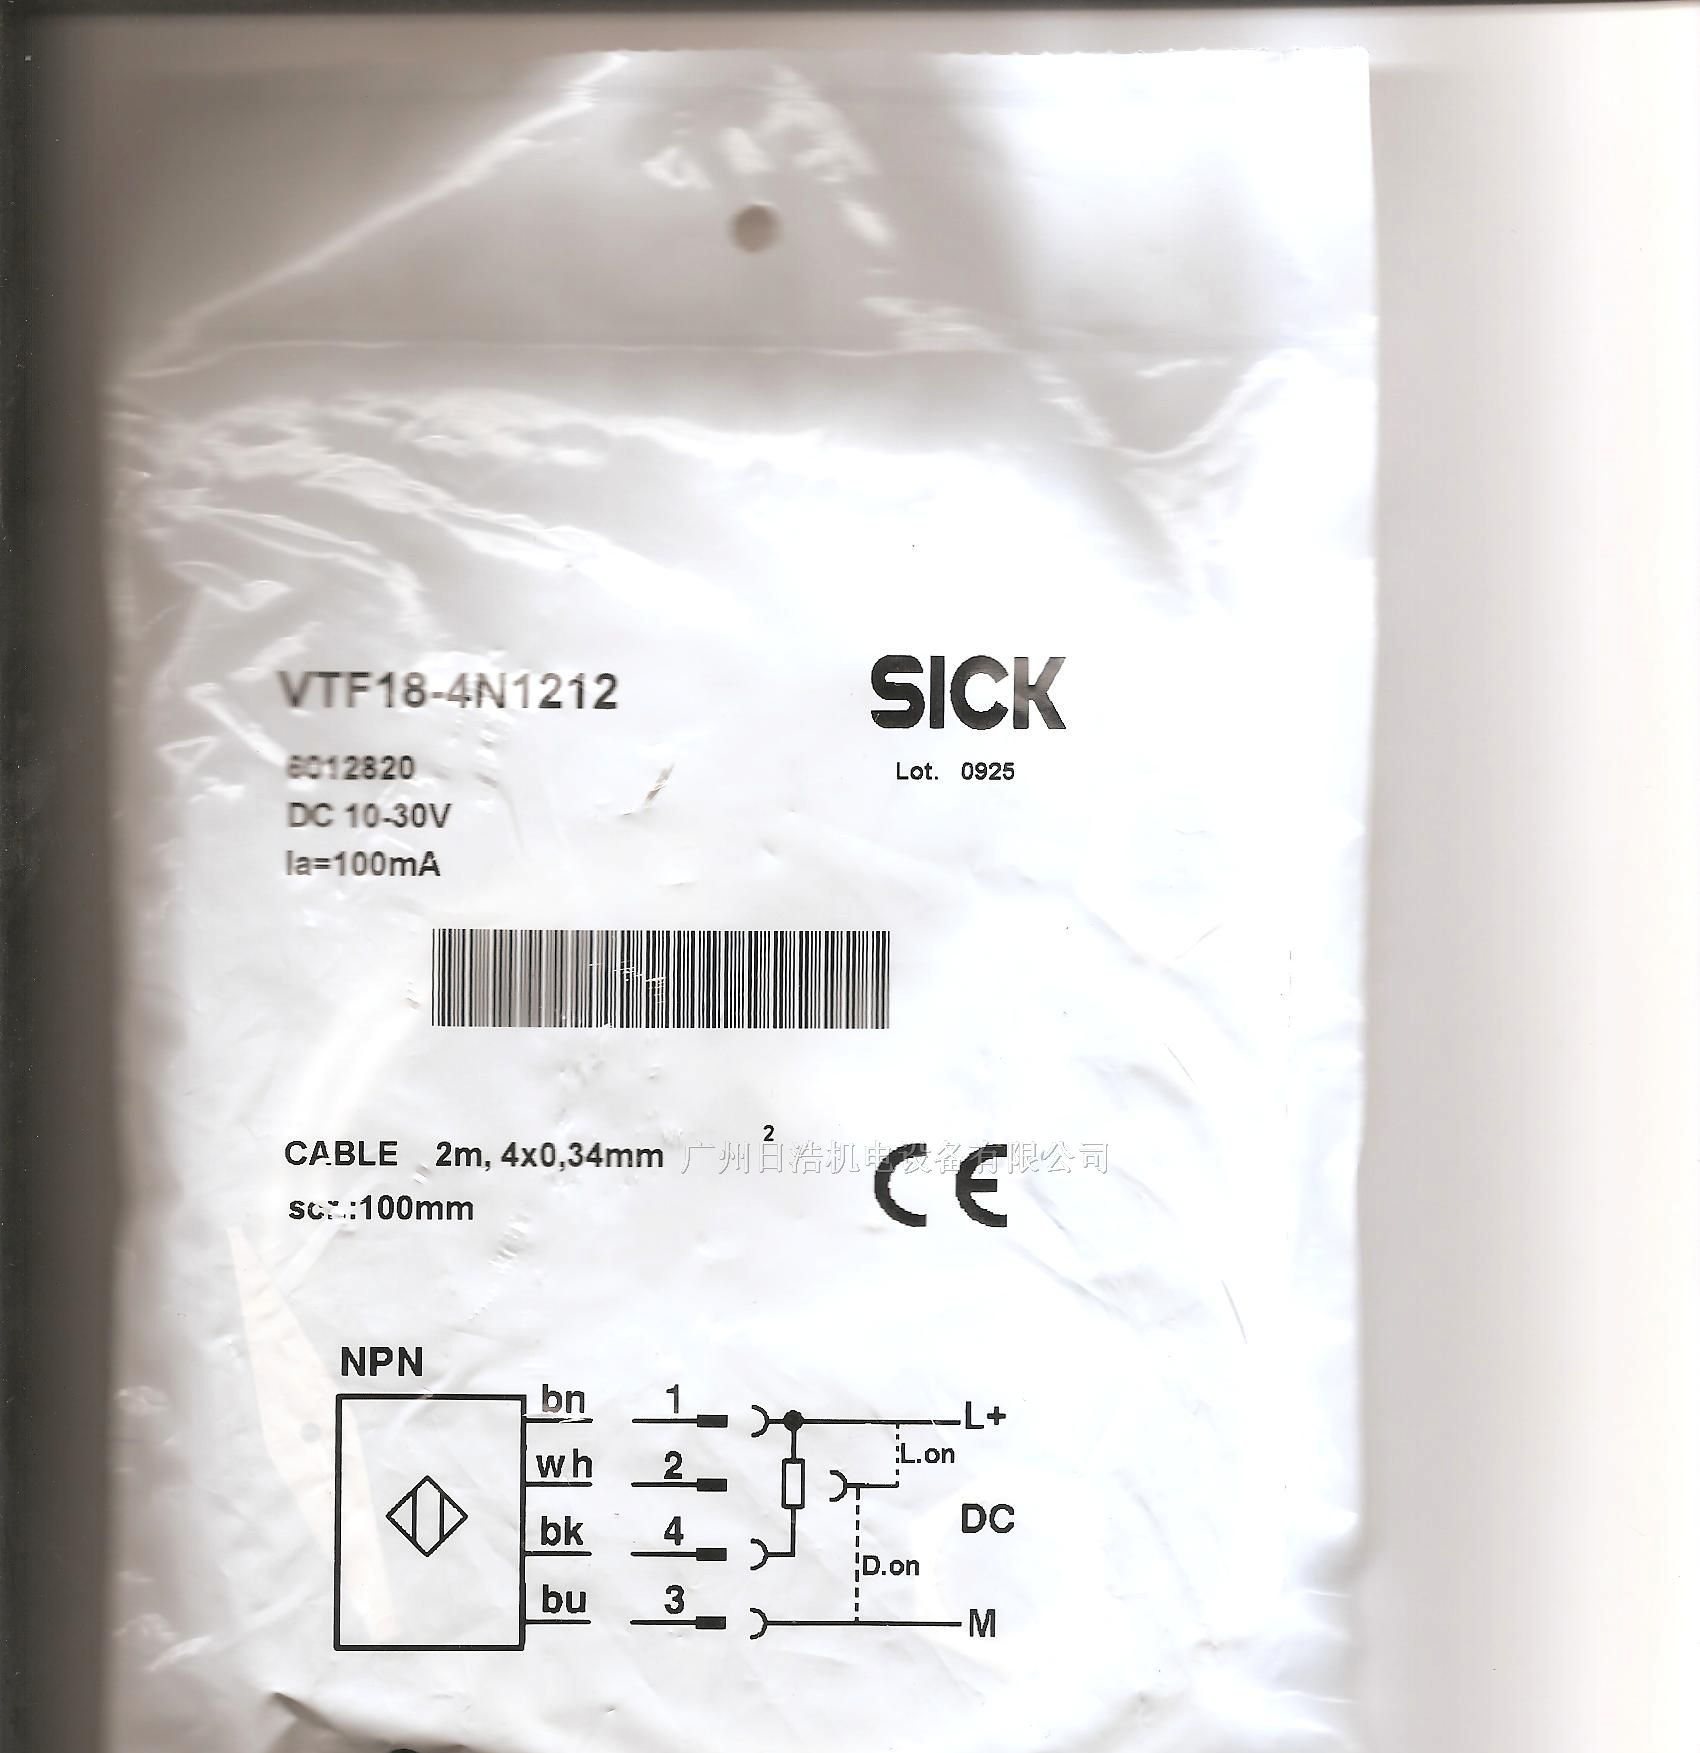 VTF18-4N1212
SICK
6012820
Lot. 0925
DC 10-30V
Ia=100mA
CABLE 2m, 4x0,34mm 2
广州日浩机电设备有限公司
CE
:100mm
NPN
bn 1 L+
L.on
wh 2
DC
bk 4
D.on
bu 3 M